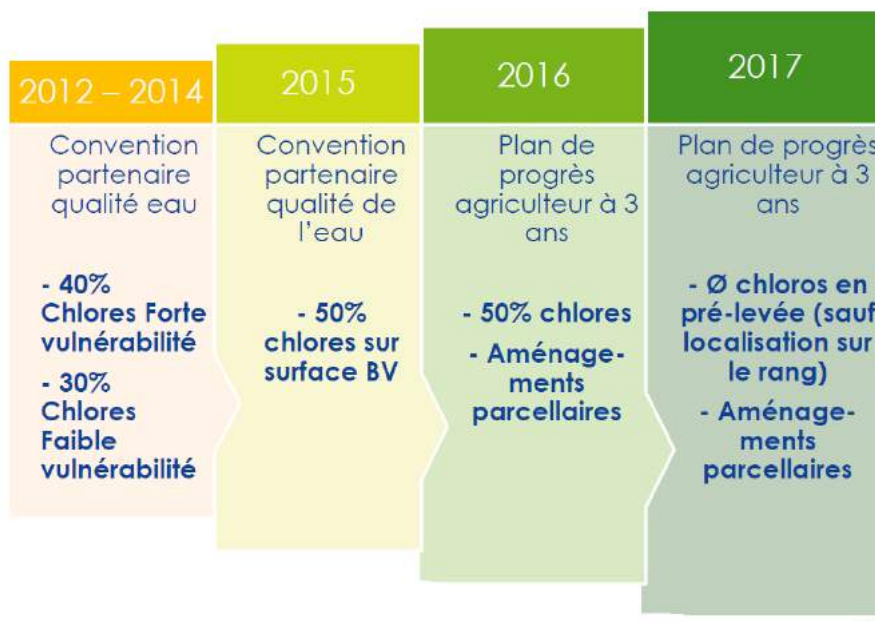 2012 – 2014
Convention
partenaire
qualité eau
- 40%
Chlores Forte
vulnérabilité
- 30%
Chlores
Faible
vulnérabilité
2015
Convention
partenaire
qualité de
l'eau
- 50%
chlores sur
surface BV
2016
Plan de
progrès
agriculteur à 3
ans
- 50% chlores
- Aménage-
ments
parcellaires
2017
Plan de progrès
agriculteur à 3
ans
- Ø chloros en
pré-levée (sauf
localisation sur
le rang)
- Aménage-
ments
parcellaires